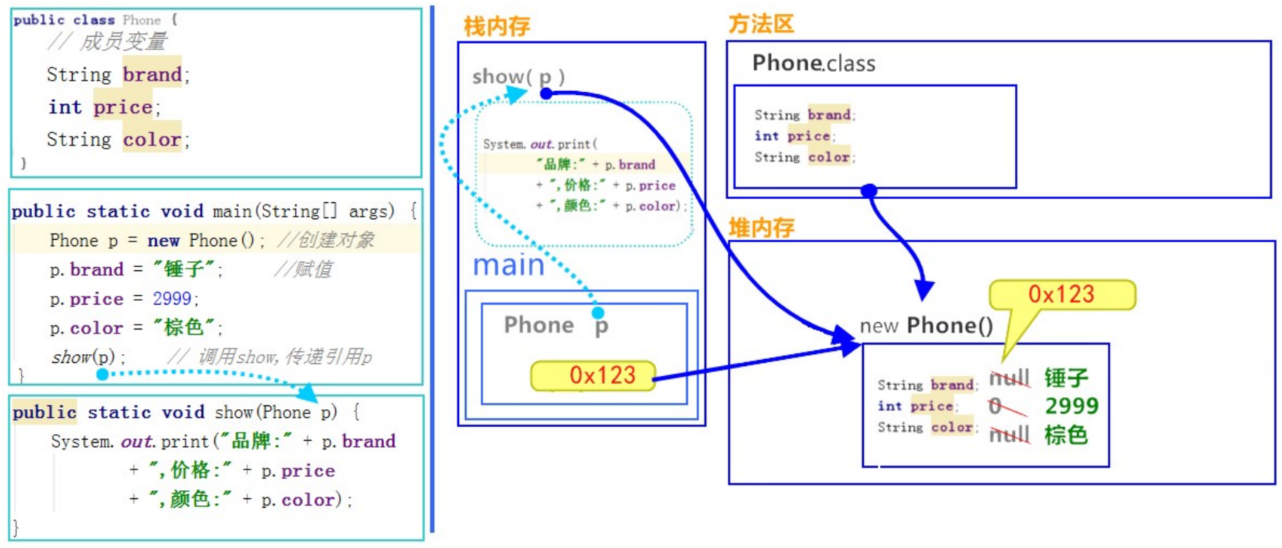 public class Phone {
// 成员变量
String brand;
int price;
String color;
}
public static void main(String[] args) {
Phone p = new Phone(); //创建对象
p.brand = "锤子"; //赋值
p.price = 2999;
p.color = "棕色";
show(p); // 调用show,传递引用p
}
public static void show(Phone p) {
System.out.print("品牌:" + p.brand
+ ",价格:" + p.price
+ ",颜色:" + p.color);
}
栈内存
show( p )
System.out.print(
"品牌:" + p.brand
+ ",价格:" + p.price
+ ",颜色:" + p.color);
main
Phone p
0x123
方法区
Phone.class
String brand;
int price;
String color;
堆内存
0x123
new Phone()
String brand; null 锤子
int price; 0 2999
String color; null 棕色